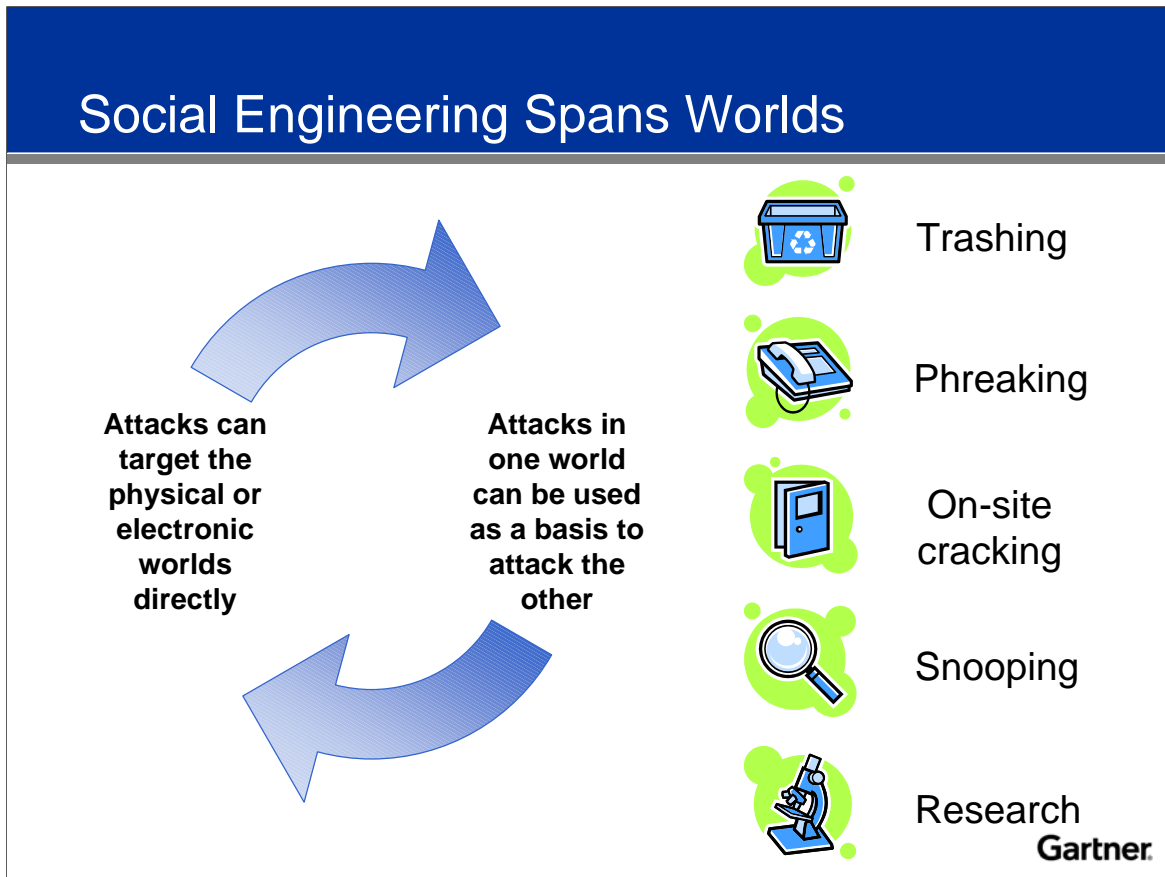 Social Engineering Spans Worlds
Attacks can
target the
physical or
electronic
worlds
directly
Attacks in
one world
can be used
as a basis to
attack the
other
Trashing
Phreaking
On-site
cracking
Snooping
Research
Gartner.